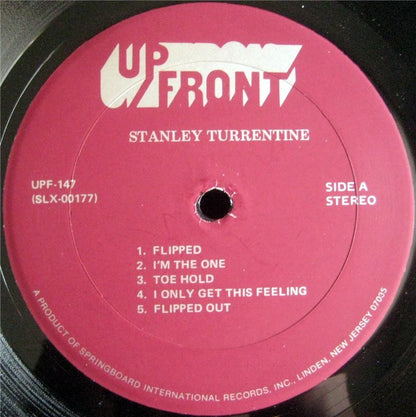 UP
FRONT
STANLEY TURRENTINE
UPF-147
(SLX-00177)
SIDE A
STEREO
1. FLIPPED
2. I'M THE ONE
3. TOE HOLD
4. I ONLY GET THIS FEELING
5. FLIPPED OUT
A PRODUCT OF SPRINGBOARD INTERNATIONAL RECORDS, INC., LINDEN, NEW JERSEY 07035